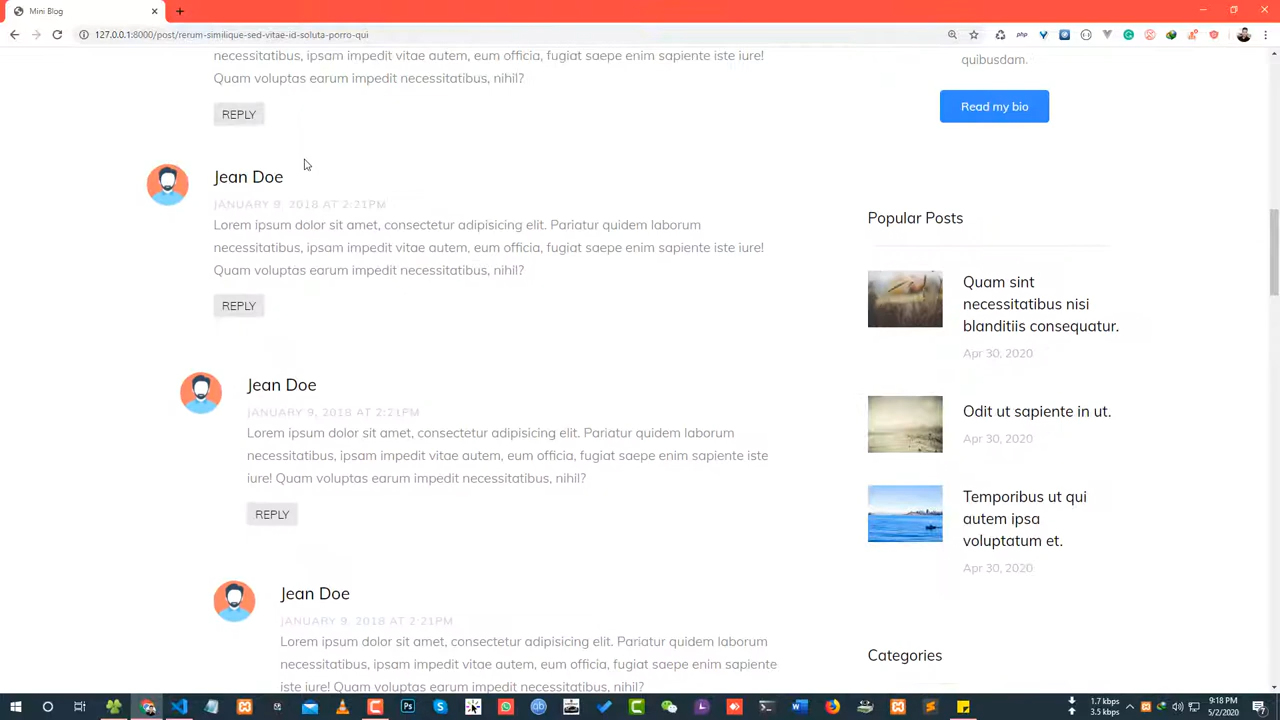 Mini Blog
127.0.0.1:8000/post/rerum-similique-sed-vitae-id-soluta-porro-qui
necessitatibus, ipsam impedit vitae autem, eum officia, fugiat saepe enim sapiente iste iure!
Quam voluptas earum impedit necessitatibus, nihil?
REPLY
Jean Doe
JANUARY 9, 2018 AT 2:21PM
Lorem ipsum dolor sit amet, consectetur adipisicing elit. Pariatur quidem laborum
necessitatibus, ipsam impedit vitae autem, eum officia, fugiat saepe enim sapiente iste iure!
Quam voluptas earum impedit necessitatibus, nihil?
REPLY
Jean Doe
JANUARY 9, 2018 AT 2:21PM
Lorem ipsum dolor sit amet, consectetur adipisicing elit. Pariatur quidem laborum
necessitatibus, ipsam impedit vitae autem, eum officia, fugiat saepe enim sapiente iste
iure! Quam voluptas earum impedit necessitatibus, nihil?
REPLY
Jean Doe
JANUARY 9, 2018 AT 2:21PM
Lorem ipsum dolor sit amet, consectetur adipisicing elit. Pariatur quidem laborum
necessitatibus, ipsam impedit vitae autem, eum officia, fugiat saepe enim sapiente
iste iure! Quam voluptas earum impedit necessitatibus, nihil?
quibusdam.
Read my bio
Popular Posts
Quam sint
necessitatibus nisi
blanditiis consequatur.
Apr 30, 2020
Odit ut sapiente in ut.
Apr 30, 2020
Temporibus ut qui
autem ipsa
voluptatum et.
Apr 30, 2020
Categories
1.7 kbps
3.5 kbps
9:18 PM
5/2/2020